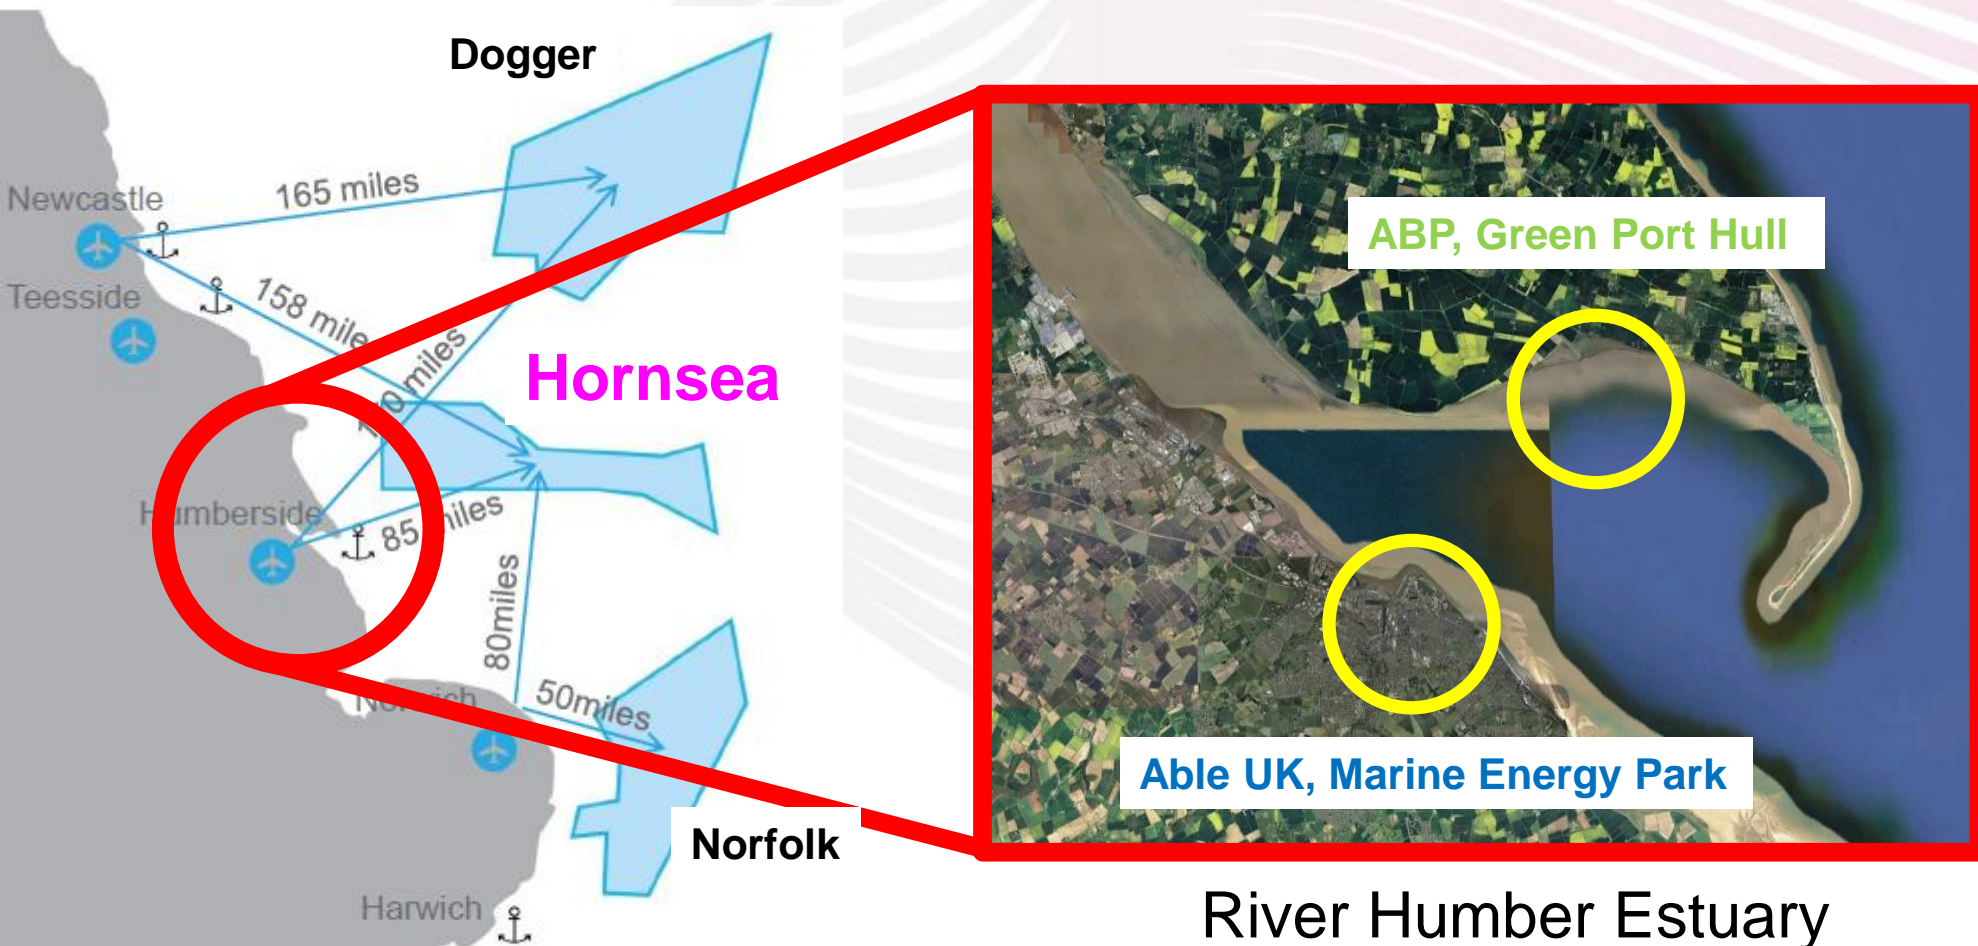 Dogger
Newcastle
165 miles
Teesside
158 mile
miles
Hornsea
Humberside
85 miles
80miles
50miles
Norfolk
Harwich
ABP, Green Port Hull
Able UK, Marine Energy Park
River Humber Estuary